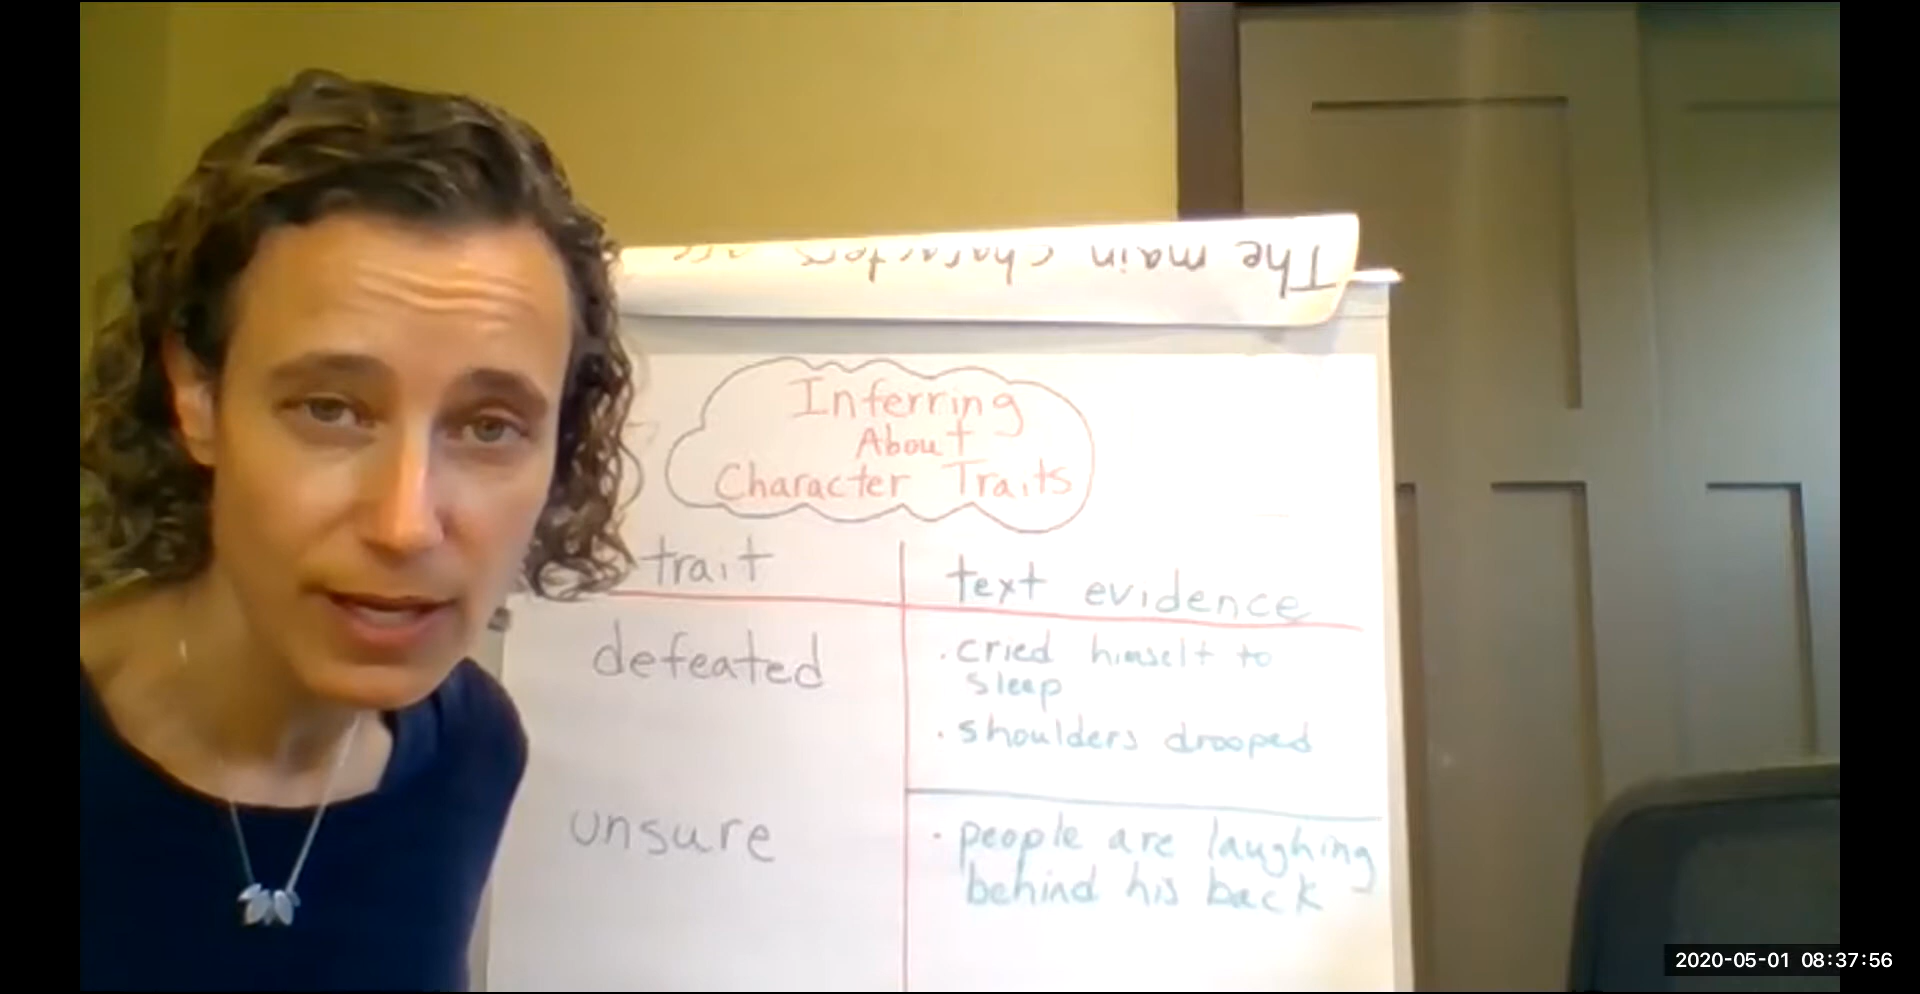 The main characters are
Inferring
About
Character Traits
trait
text evidence
defeated
. cried himself to
sleep
. shoulders drooped
unsure
. people are laughing
behind his back
2020-05-01 08:37:56